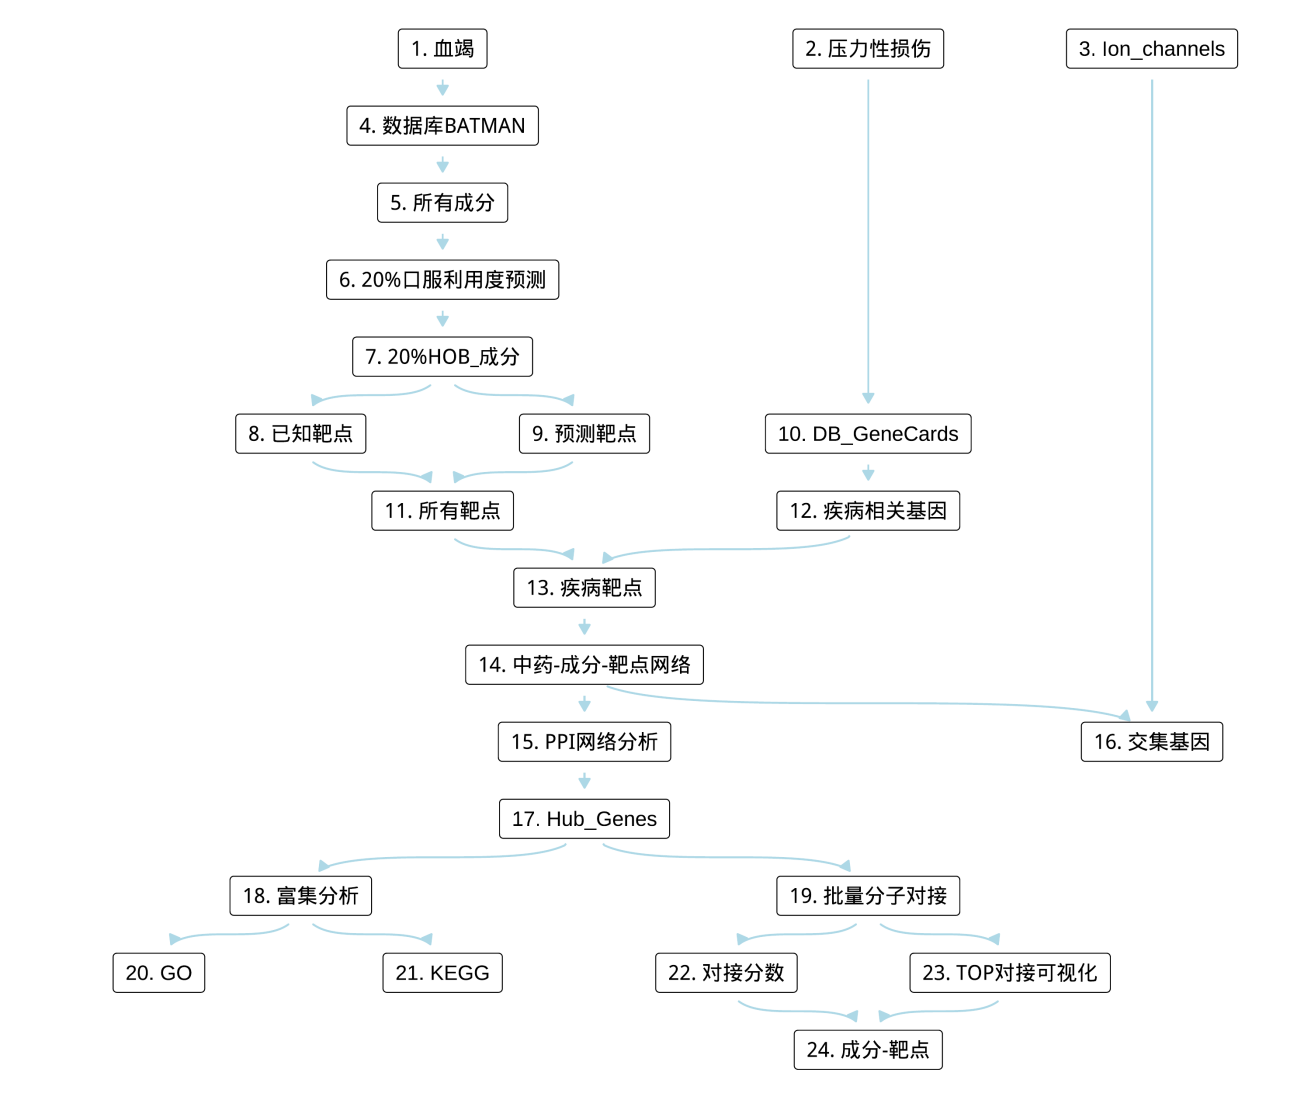 1. 血竭
2. 压力性损伤
3. Ion_channels
4. 数据库BATMAN
5. 所有成分
6. 20%口服利用度预测
7. 20%HOB_成分
8. 已知靶点
9. 预测靶点
10. DB_GeneCards
11. 所有靶点
12. 疾病相关基因
13. 疾病靶点
14. 中药-成分-靶点网络
15. PPI网络分析
16. 交集基因
17. Hub_Genes
18. 富集分析
19. 批量分子对接
20. GO
21. KEGG
22. 对接分数
23. TOP对接可视化
24. 成分-靶点